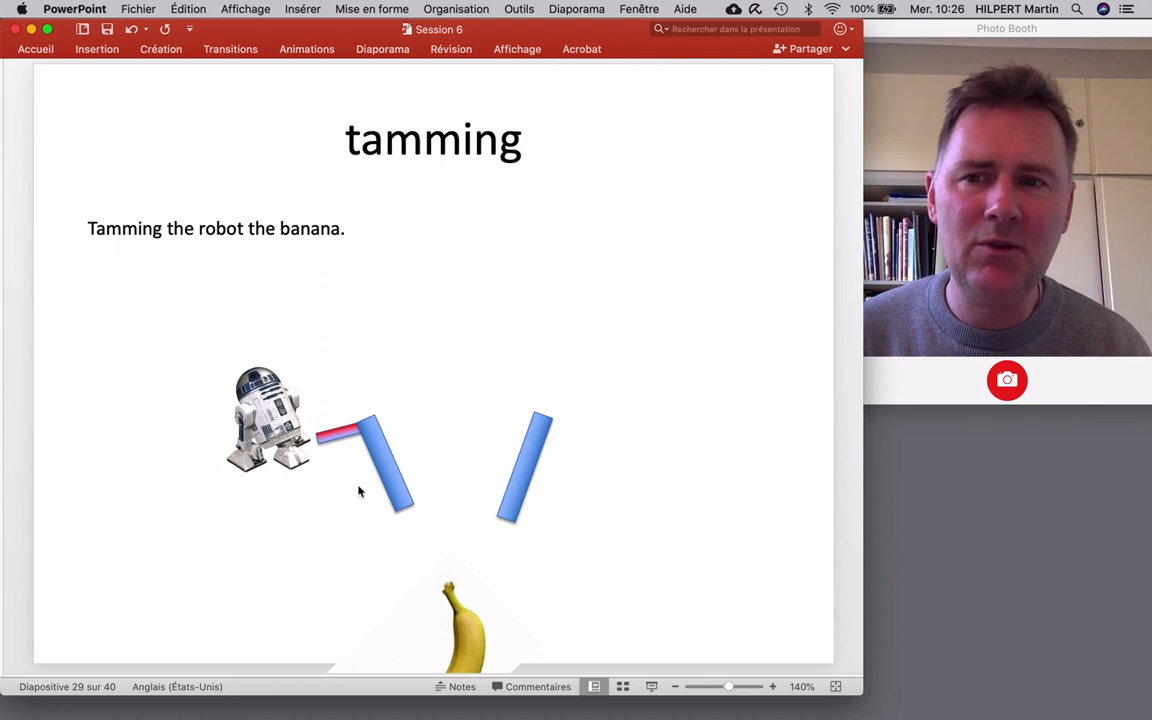 PowerPoint Fichier Édition Affichage Insérer Mise en forme Organisation Outils Diaporama Fenêtre Aide 100% Mer. 10:26 HILPERT Martin
Session 6
Rechercher dans la présentation
Photo Booth
Accueil Insertion Création Transitions Animations Diaporama Révision Affichage Acrobat Partager
tamming
Tamming the robot the banana.
Diapositive 29 sur 40 Anglais (États-Unis) Notes Commentaires 140%